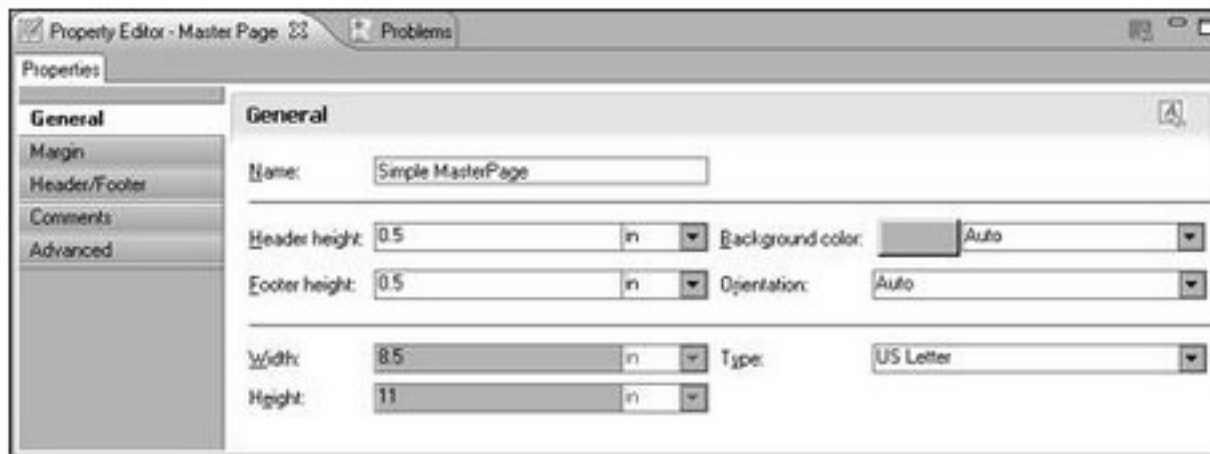 Property Editor - Master Page Problems
Properties
General
Margin
Header/Footer
Comments
Advanced
General
Name: Simple MasterPage
Header height: 0.5 in Background color: Auto
Footer height: 0.5 in Orientation: Auto
Width: 8.5 in Type: US Letter
Height: 11 in